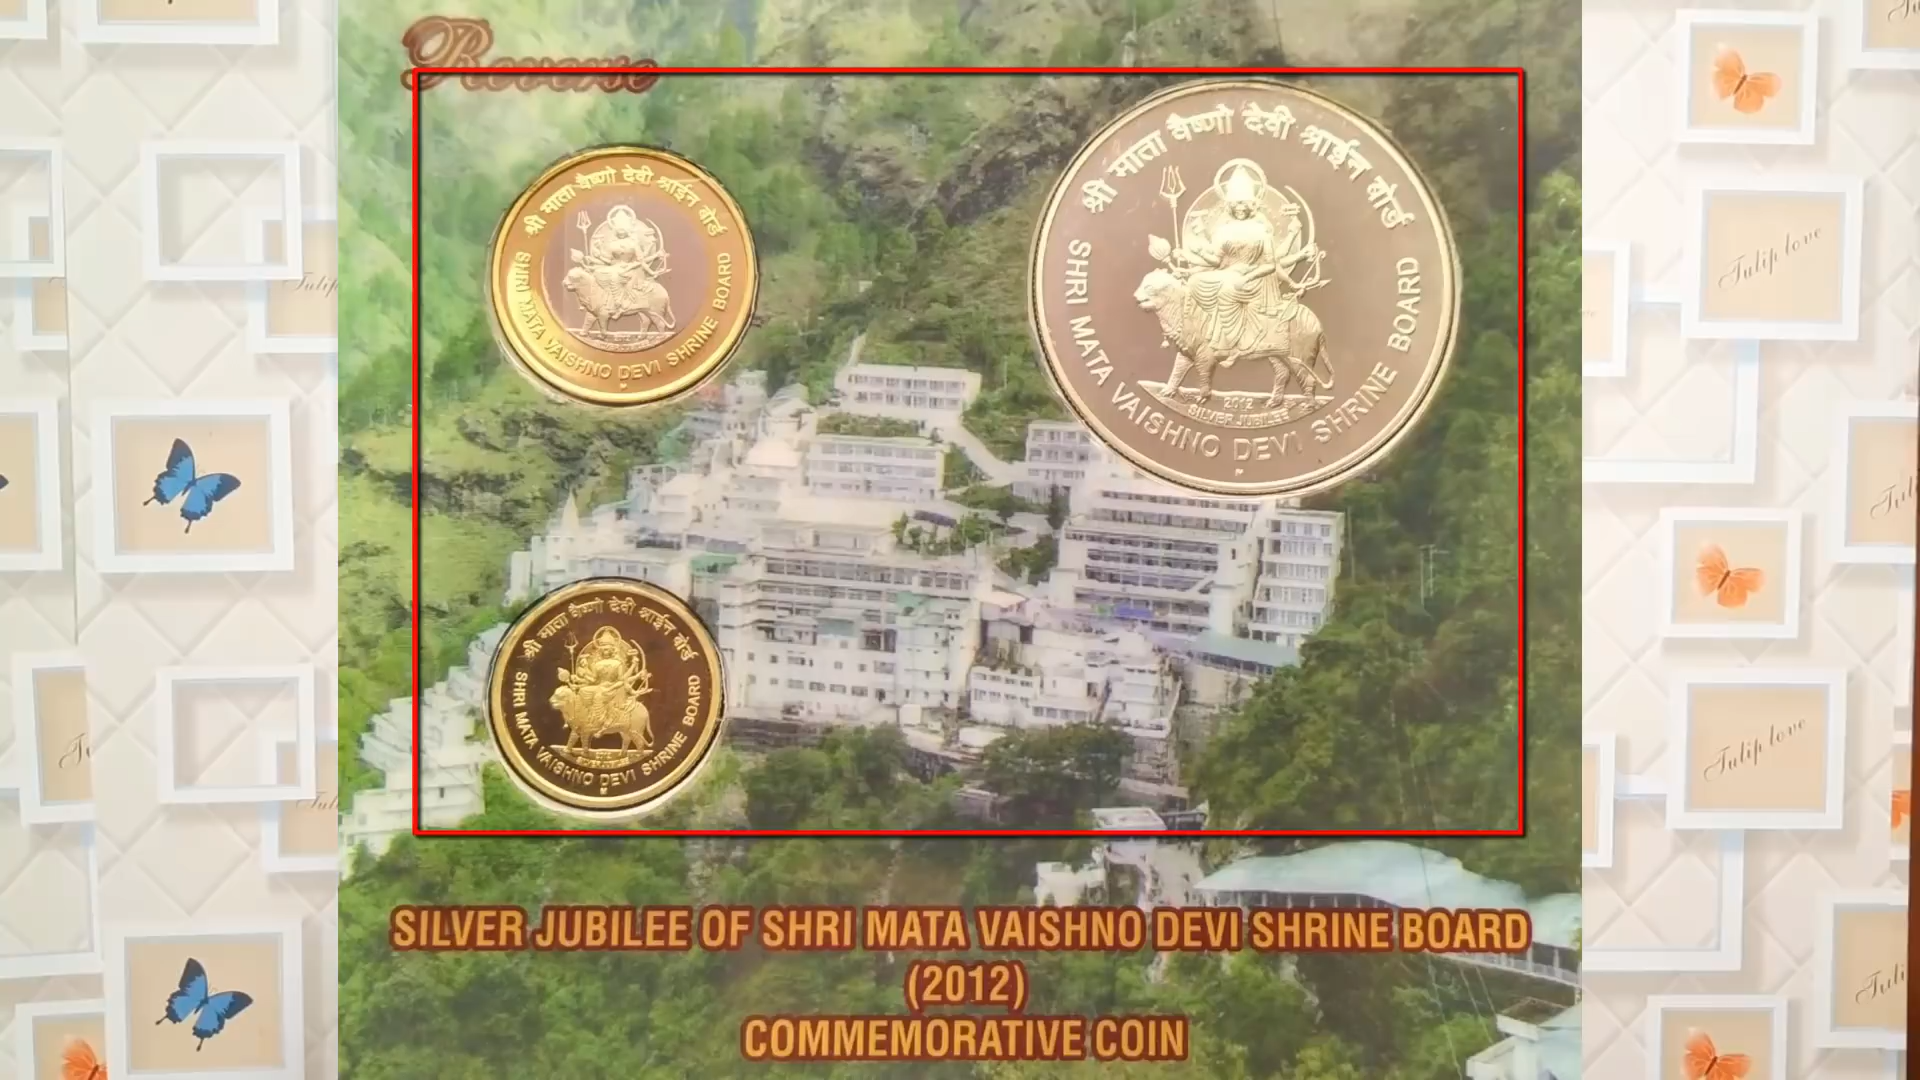 Reverse
श्री माता वैष्णो देवी श्राईन बोर्ड
SHRI MATA VAISHNO DEVI SHRINE BOARD
श्री माता वैष्णो देवी श्राईन बोर्ड
2012
SILVER JUBILEE
SHRI MATA VAISHNO DEVI SHRINE BOARD
श्री माता वैष्णो देवी श्राईन बोर्ड
SHRI MATA VAISHNO DEVI SHRINE BOARD
SILVER JUBILEE OF SHRI MATA VAISHNO DEVI SHRINE BOARD
(2012)
COMMEMORATIVE COIN
Tulip love
Tulip love